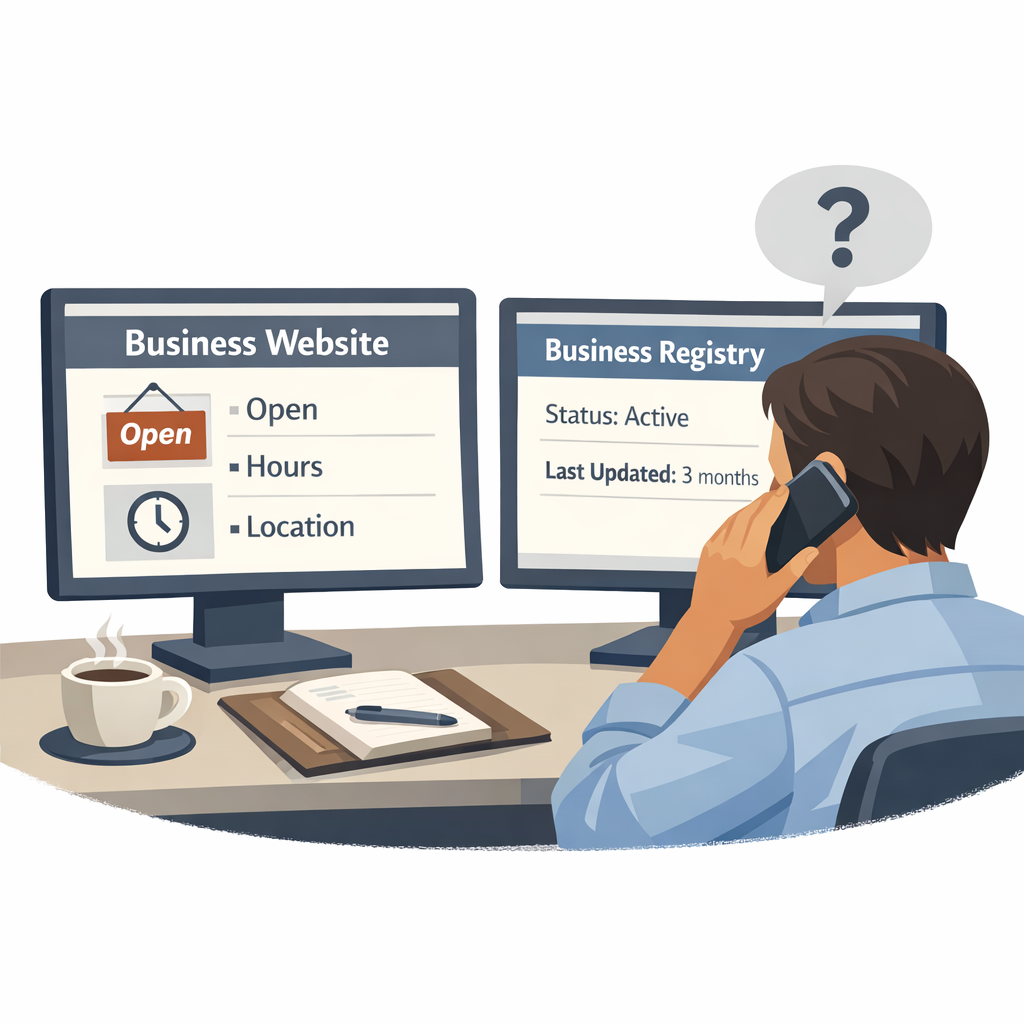 Business Website
Open
Open
Hours
Location
Business Registry
Status: Active
Last Updated: 3 months
?